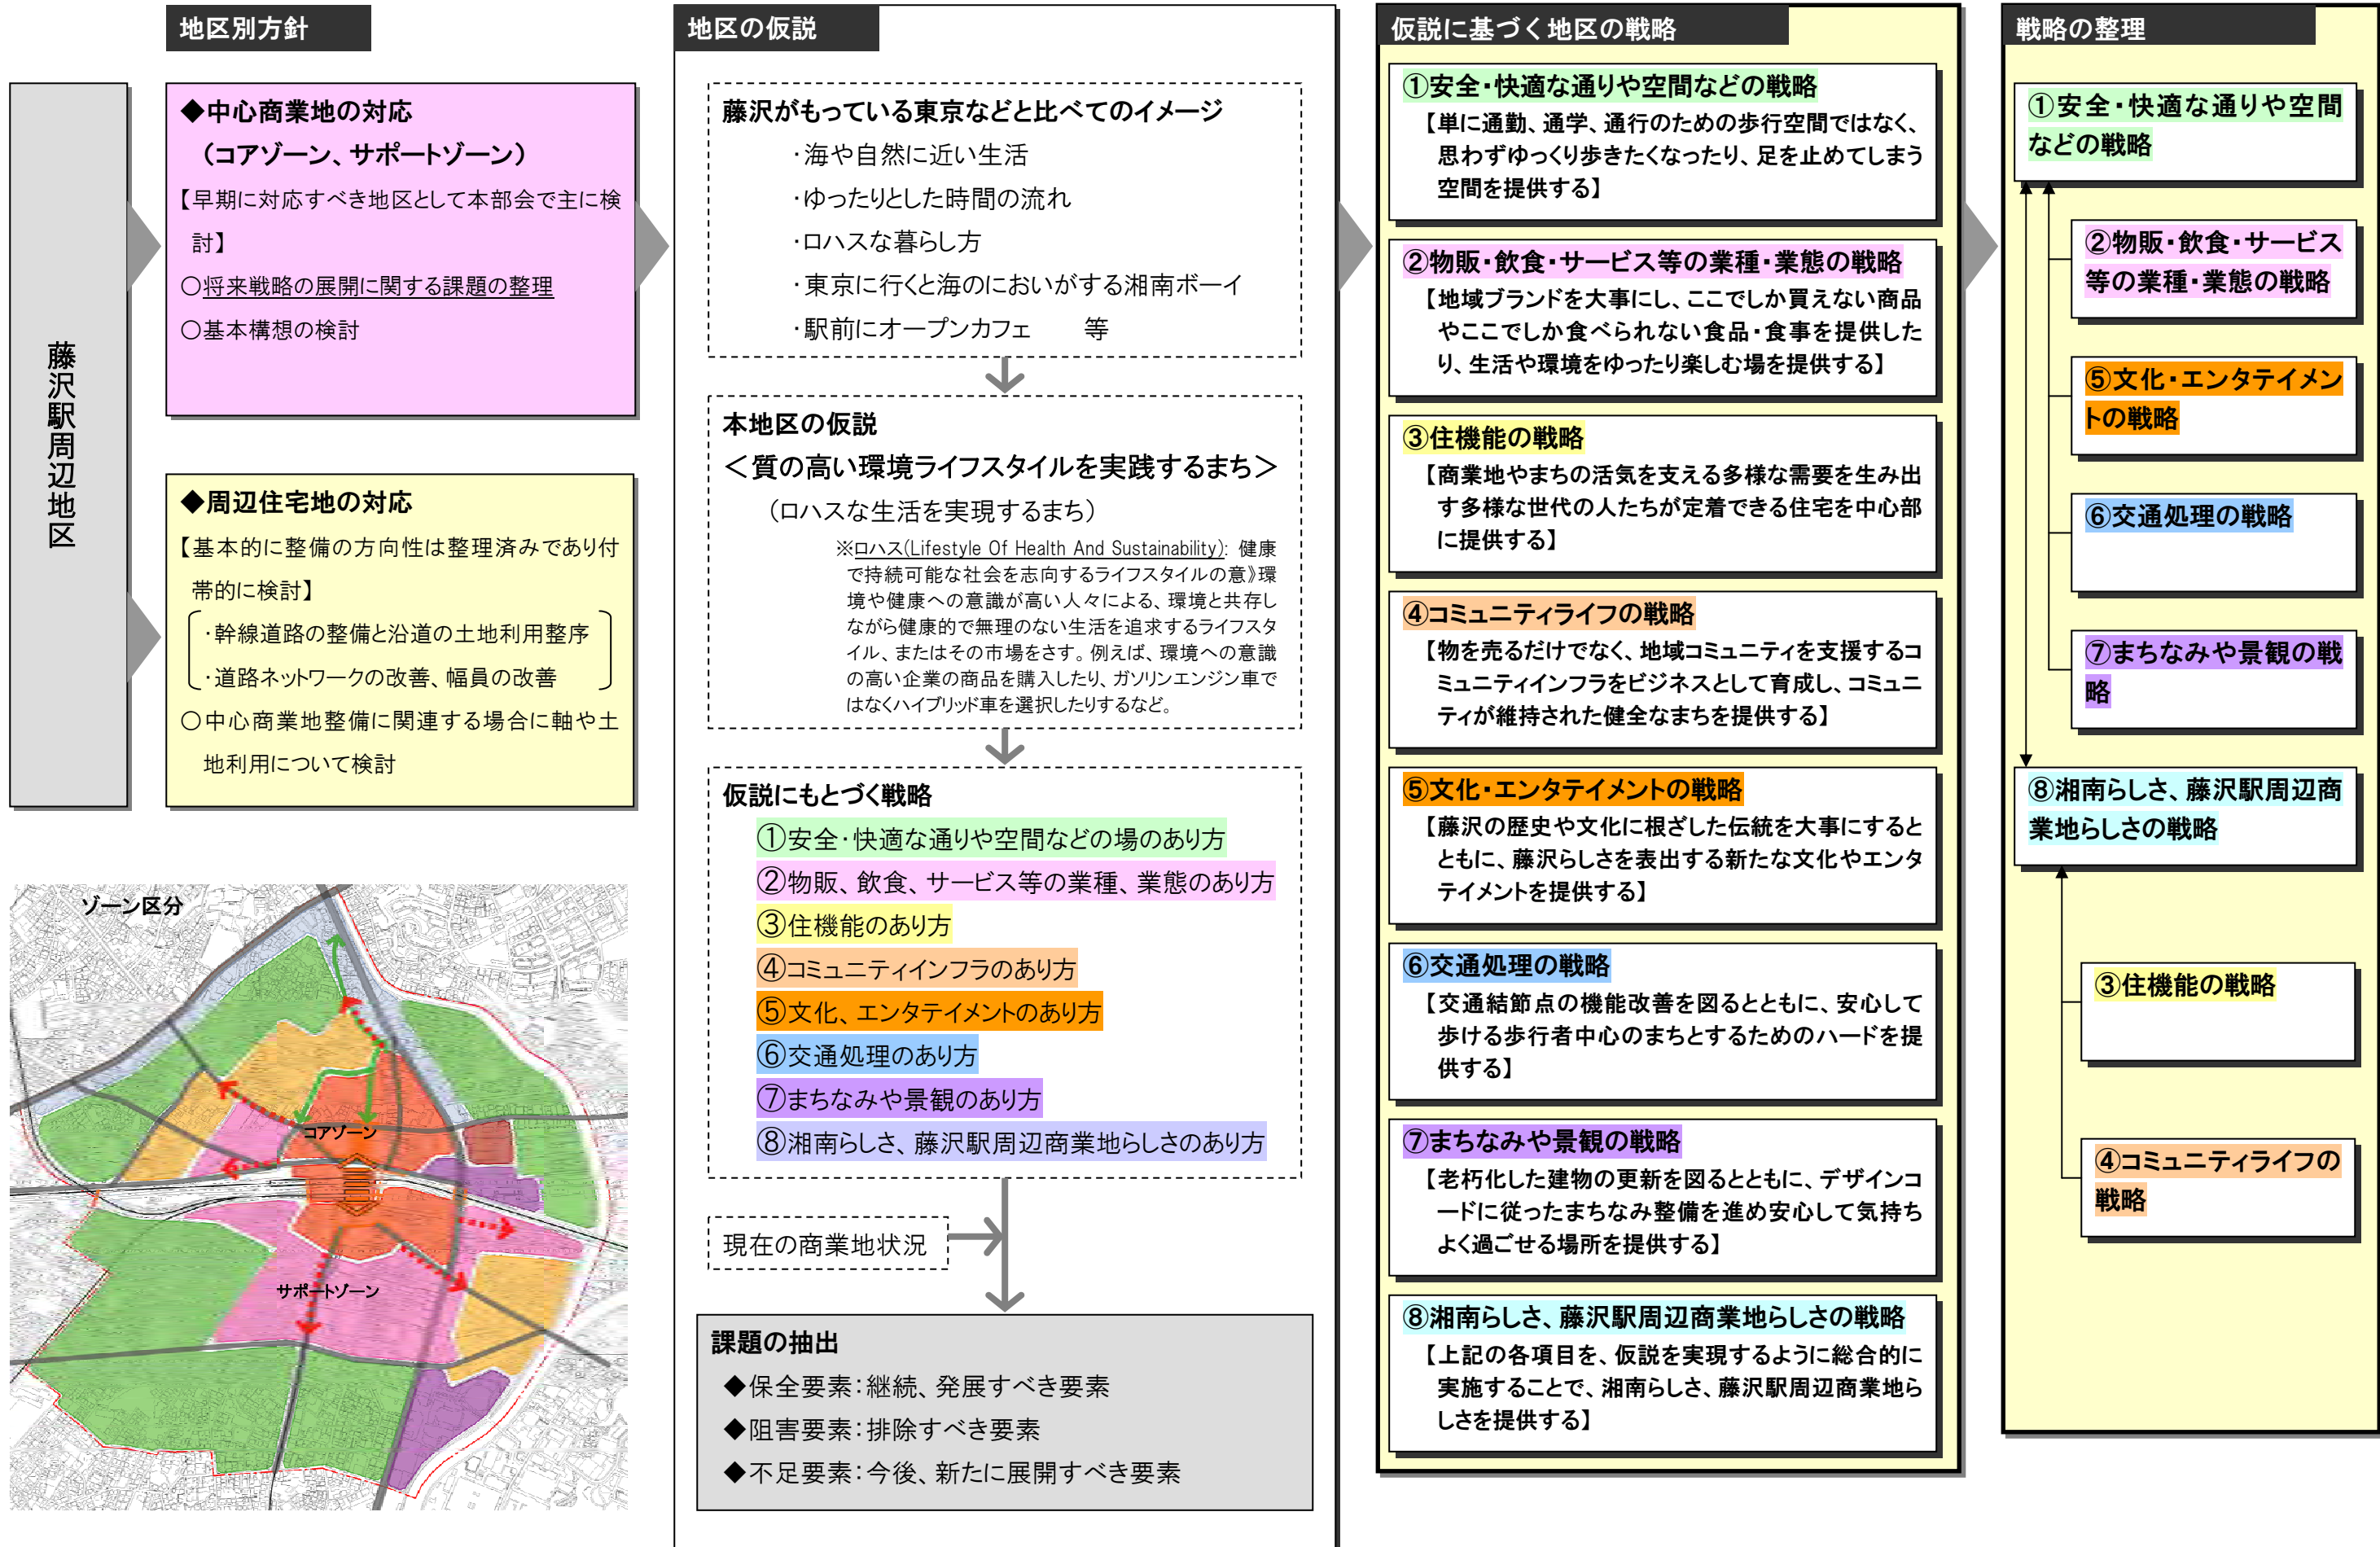 地区別方針
藤沢駅周辺地区
◆中心商業地の対応
（コアゾーン、サポートゾーン）
【早期に対応すべき地区として本部会で主に検
討】
○将来戦略の展開に関する課題の整理
○基本構想の検討
◆周辺住宅地の対応
【基本的に整備の方向性は整理済みであり付
帯的に検討】
・幹線道路の整備と沿道の土地利用整序
・道路ネットワークの改善、幅員の改善
○中心商業地整備に関連する場合に軸や土
地利用について検討
ゾーン区分
コアゾーン
サポートゾーン
地区の仮説
藤沢がもっている東京などと比べてのイメージ
・海や自然に近い生活
・ゆったりとした時間の流れ
・ロハスな暮らし方
・東京に行くと海のにおいがする湘南ボーイ
・駅前にオープンカフェ　　等
本地区の仮説
＜質の高い環境ライフスタイルを実践するまち＞
（ロハスな生活を実現するまち）
※ロハス(Lifestyle Of Health And Sustainability): 健康
で持続可能な社会を志向するライフスタイルの意》環
境や健康への意識が高い人々による、環境と共存し
ながら健康的で無理のない生活を追求するライフスタ
イル、またはその市場をさす。例えば、環境への意識
の高い企業の商品を購入したり、ガソリンエンジン車で
はなくハイブリッド車を選択したりするなど。
仮説にもとづく戦略
①安全・快適な通りや空間などの場のあり方
②物販、飲食、サービス等の業種、業態のあり方
③住機能のあり方
④コミュニティインフラのあり方
⑤文化、エンタテイメントのあり方
⑥交通処理のあり方
⑦まちなみや景観のあり方
⑧湘南らしさ、藤沢駅周辺商業地らしさのあり方
現在の商業地状況
課題の抽出
◆保全要素：継続、発展すべき要素
◆阻害要素：排除すべき要素
◆不足要素：今後、新たに展開すべき要素
仮説に基づく地区の戦略
①安全・快適な通りや空間などの戦略
【単に通勤、通学、通行のための歩行空間ではなく、
思わずゆっくり歩きたくなったり、足を止めてしまう
空間を提供する】
②物販・飲食・サービス等の業種・業態の戦略
【地域ブランドを大事にし、ここでしか買えない商品
やここでしか食べられない食品・食事を提供した
り、生活や環境をゆったり楽しむ場を提供する】
③住機能の戦略
【商業地やまちの活気を支える多様な需要を生み出
す多様な世代の人たちが定着できる住宅を中心部
に提供する】
④コミュニティライフの戦略
【物を売るだけでなく、地域コミュニティを支援するコ
ミュニティインフラをビジネスとして育成し、コミュニ
ティが維持された健全なまちを提供する】
⑤文化・エンタテイメントの戦略
【藤沢の歴史や文化に根ざした伝統を大事にすると
ともに、藤沢らしさを表出する新たな文化やエンタ
テイメントを提供する】
⑥交通処理の戦略
【交通結節点の機能改善を図るとともに、安心して
歩ける歩行者中心のまちとするためのハードを提
供する】
⑦まちなみや景観の戦略
【老朽化した建物の更新を図るとともに、デザインコ
ードに従ったまちなみ整備を進め安心して気持ち
よく過ごせる場所を提供する】
⑧湘南らしさ、藤沢駅周辺商業地らしさの戦略
【上記の各項目を、仮説を実現するように総合的に
実施することで、湘南らしさ、藤沢駅周辺商業地ら
しさを提供する】
戦略の整理
①安全・快適な通りや空間
などの戦略
②物販・飲食・サービス
等の業種・業態の戦略
⑤文化・エンタテイメン
トの戦略
⑥交通処理の戦略
⑦まちなみや景観の戦
略
⑧湘南らしさ、藤沢駅周辺商
業地らしさの戦略
③住機能の戦略
④コミュニティライフの
戦略